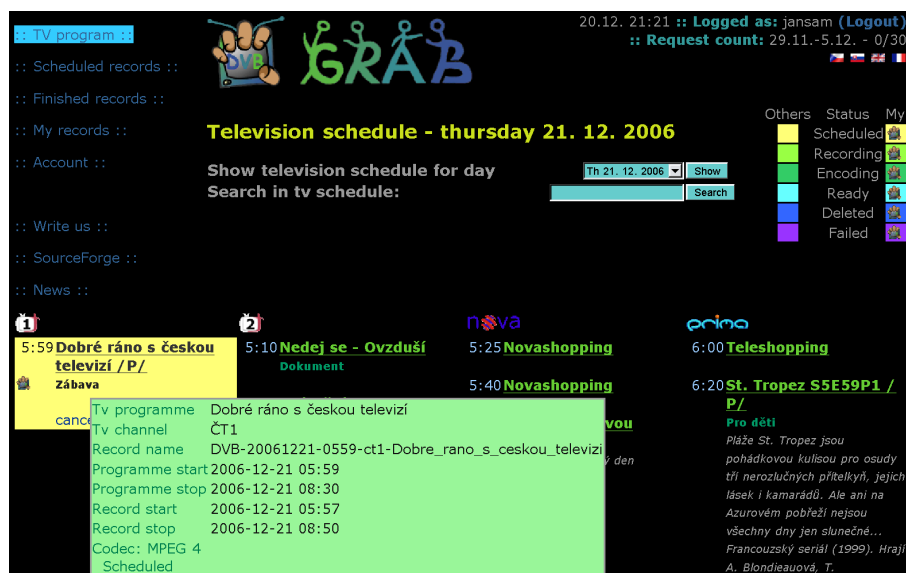 :: TV program ::
:: Scheduled records ::
:: Finished records ::
:: My records ::
:: Account ::
:: Write us ::
:: SourceForge ::
:: News ::
DVB
GRAB
20.12. 21:21 :: Logged as: jansam (Logout)
:: Request count: 29.11.-5.12. - 0/30
Television schedule - thursday 21. 12. 2006
Show television schedule for day Th 21. 12. 2006 Show
Search in tv schedule: Search
Others Status My
Scheduled
Recording
Encoding
Ready
Deleted
Failed
1
5:59 Dobré ráno s českou
televizí /P/
Zábava
2
5:10 Nedej se - Ovzduší
Dokument
nova
5:25 Novashopping
5:40 Novashopping
ý den
prima
6:00 Teleshopping
6:20 St. Tropez S5E59P1 /
P/
Pro děti
Pláže St. Tropez jsou
pohádkovou kulisou pro osudy
tří nerozlučných přítelkyň, jejich
lásek i kamarádů. Ale ani na
Azurovém pobřeží nejsou
všechny dny jen slunečné...
Francouzský seriál (1999). Hrají
A. Blondieauová, T.
Tv programme Dobré ráno s českou televizí
Tv channel ČT1
Record name DVB-20061221-0559-ct1-Dobre_rano_s_ceskou_televizi
Programme start 2006-12-21 05:59
Programme stop 2006-12-21 08:30
Record start 2006-12-21 05:57
Record stop 2006-12-21 08:50
Codec: MPEG 4
Scheduled